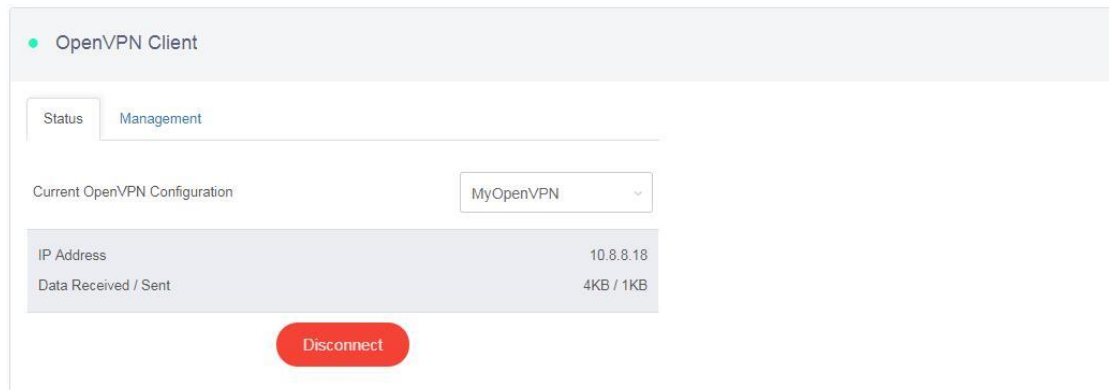 OpenVPN Client
Status Management
Current OpenVPN Configuration MyOpenVPN
IP Address 10.8.8.18
Data Received / Sent 4KB / 1KB
Disconnect